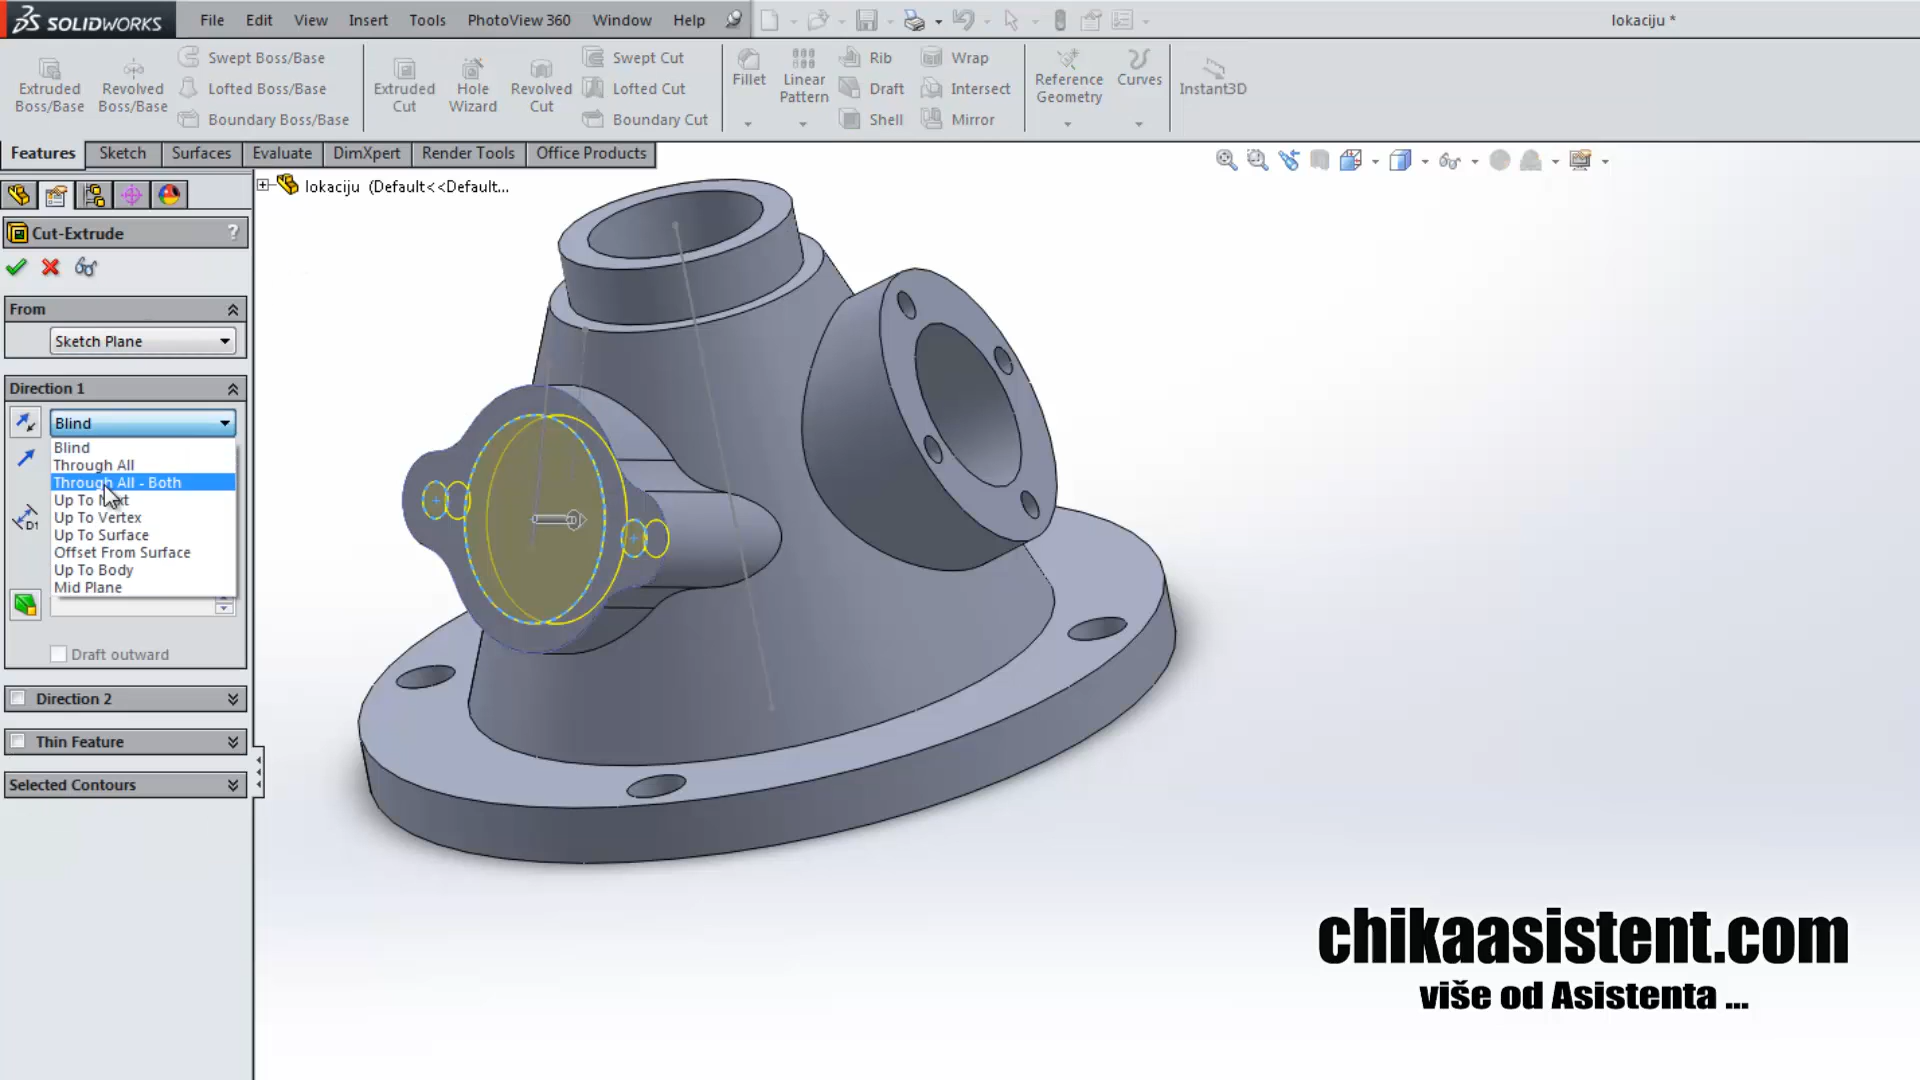 SOLIDWORKS
File Edit View Insert Tools PhotoView 360 Window Help
lokaciju *
Extruded Boss/Base
Revolved Boss/Base
Swept Boss/Base
Lofted Boss/Base
Boundary Boss/Base
Extruded Cut
Hole Wizard
Revolved Cut
Swept Cut
Lofted Cut
Boundary Cut
Fillet
Linear Pattern
Rib
Draft
Shell
Wrap
Intersect
Mirror
Reference Geometry
Curves
Instant3D
Features Sketch Surfaces Evaluate DimXpert Render Tools Office Products
lokaciju (Default<<Default...
Cut-Extrude ?
From
Sketch Plane
Direction 1
Blind
Blind
Through All
Through All - Both
Up To
Up To Vertex
D1
Up To Surface
Offset From Surface
Up To Body
Mid Plane
Draft outward
Direction 2
Thin Feature
Selected Contours
chikaasistent.com
više od Asistenta ...